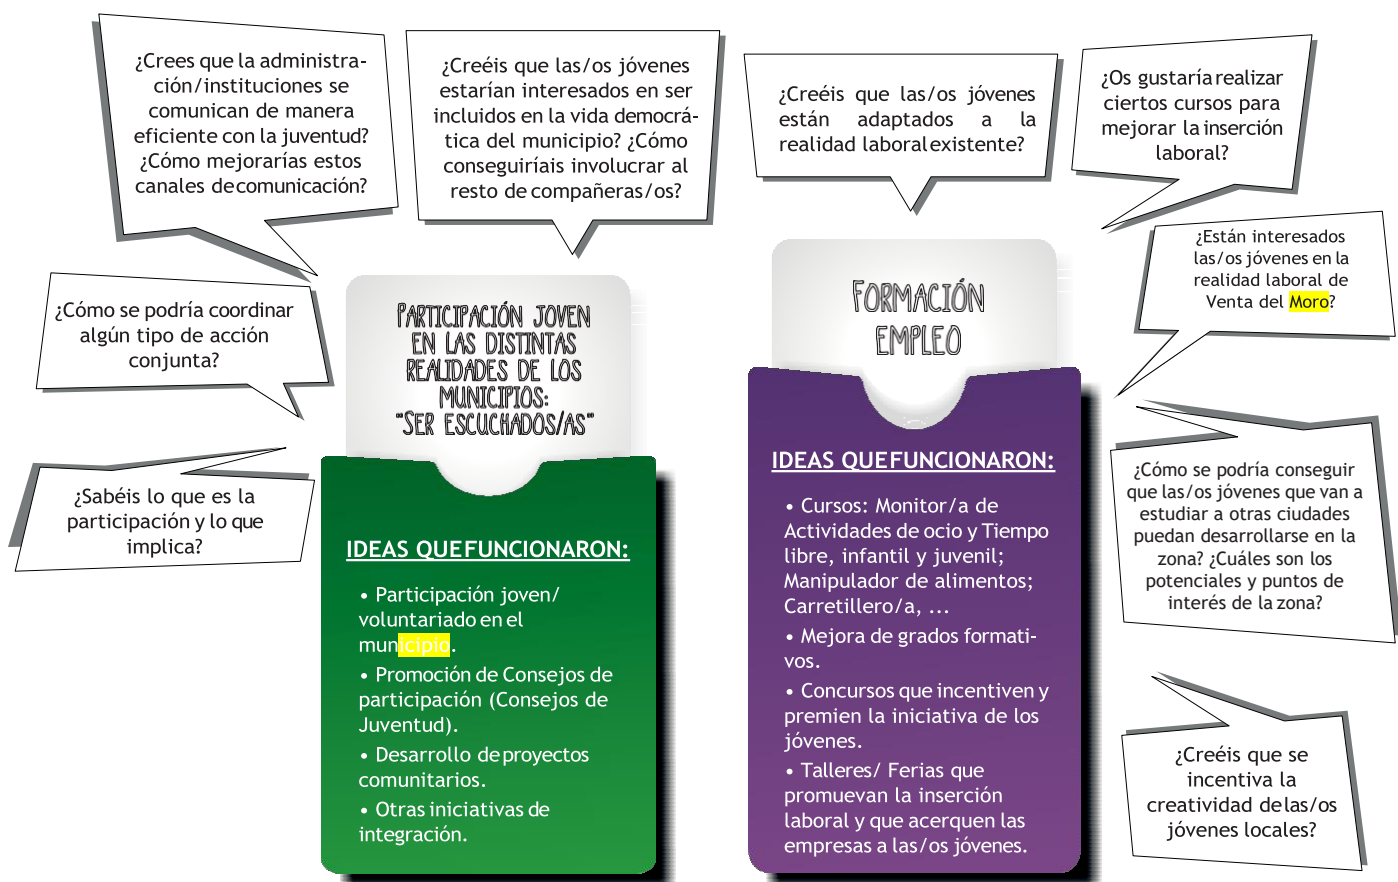 ¿Crees que la administra-
ción/instituciones se
comunican de manera
eficiente con la juventud?
¿Cómo mejorarías estos
canales de comunicación?
¿Creéis que las/os jóvenes
estarían interesados en ser
incluidos en la vida democrá-
tica del municipio? ¿Cómo
conseguiríais involucrar al
resto de compañeras/os?
¿Cómo se podría coordinar
algún tipo de acción
conjunta?
¿Sabéis lo que es la
participación y lo que
implica?
PARTICIPACIÓN JOVEN
EN LAS DISTINTAS
REALIDADES DE LOS
MUNICIPIOS:
"SER ESCUCHADOS/AS"
IDEAS QUE FUNCIONARON:
• Participación joven/
voluntariado en el
municipio.
• Promoción de Consejos de
participación (Consejos de
Juventud).
• Desarrollo de proyectos
comunitarios.
• Otras iniciativas de
integración.
¿Creéis que las/os jóvenes
están adaptados a la
realidad laboral existente?
¿Os gustaría realizar
ciertos cursos para
mejorar la inserción
laboral?
¿Están interesados
las/os jóvenes en la
realidad laboral de
Venta del Moro?
FORMACIÓN
EMPLEO
IDEAS QUE FUNCIONARON:
• Cursos: Monitor/a de
Actividades de ocio y Tiempo
libre, infantil y juvenil;
Manipulador de alimentos;
Carretillero/a, ...
• Mejora de grados formati-
vos.
• Concursos que incentiven y
premien la iniciativa de los
jóvenes.
• Talleres/ Ferias que
promuevan la inserción
laboral y que acerquen las
empresas a las/os jóvenes.
¿Cómo se podría conseguir
que las/os jóvenes que van a
estudiar a otras ciudades
puedan desarrollarse en la
zona? ¿Cuáles son los
potenciales y puntos de
interés de la zona?
¿Creéis que se
incentiva la
creatividad de las/os
jóvenes locales?